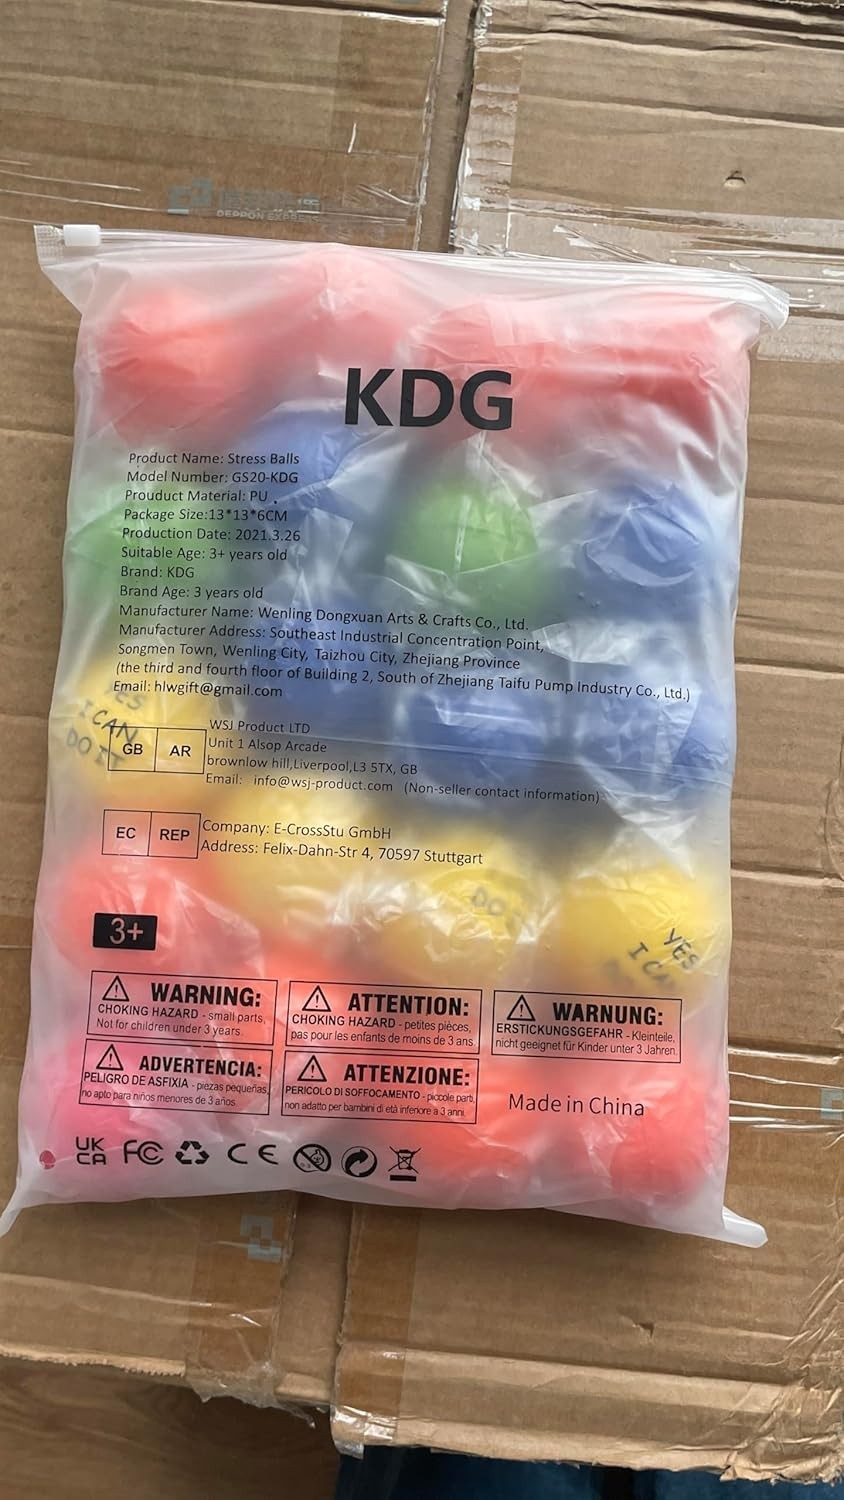 DEPPON EXPRESS
KDG
Product Name: Stress Balls
Model Number: GS20-KDG
Prouduct Material: PU .
Package Size:13*13*6CM
Production Date: 2021.3.26
Suitable Age: 3+ years old
Brand: KDG
Brand Age: 3 years old
Manufacturer Name: Wenling Dongxuan Arts & Crafts Co., Ltd.
Manufacturer Address: Southeast Industrial Concentration Point,
Songmen Town, Wenling City, Taizhou City, Zhejiang Province
(the third and fourth floor of Building 2, South of Zhejiang Taifu Pump Industry Co., Ltd.)
Email: hlwgift@gmail.com
YES
I CAN
DO IT
GB AR
WSJ Product LTD
Unit 1 Alsop Arcade
brownlow hill,Liverpool,L3 5TX, GB
Email: info@wsj-product.com (Non-seller contact information)
EC REP
Company: E-CrossStu GmbH
Address: Felix-Dahn-Str 4, 70597 Stuttgart
DO
YES
I CA
3+
WARNING:
CHOKING HAZARD - small parts,
Not for children under 3 years.
ATTENTION:
CHOKING HAZARD - petites pièces,
pas pour les enfants de moins de 3 ans.
WARNUNG:
ERSTICKUNGSGEFAHR - Kleinteile,
nicht geeignet für Kinder unter 3 Jahren.
ADVERTENCIA:
PELIGRO DE ASFIXIA - piezas pequeñas,
no apto para niños menores de 3 años.
ATTENZIONE:
PERICOLO DI SOFFOCAMENTO - piccole parti,
non adatto per bambini di età inferiore a 3 anni.
Made in China
UK
CA
FC
CE